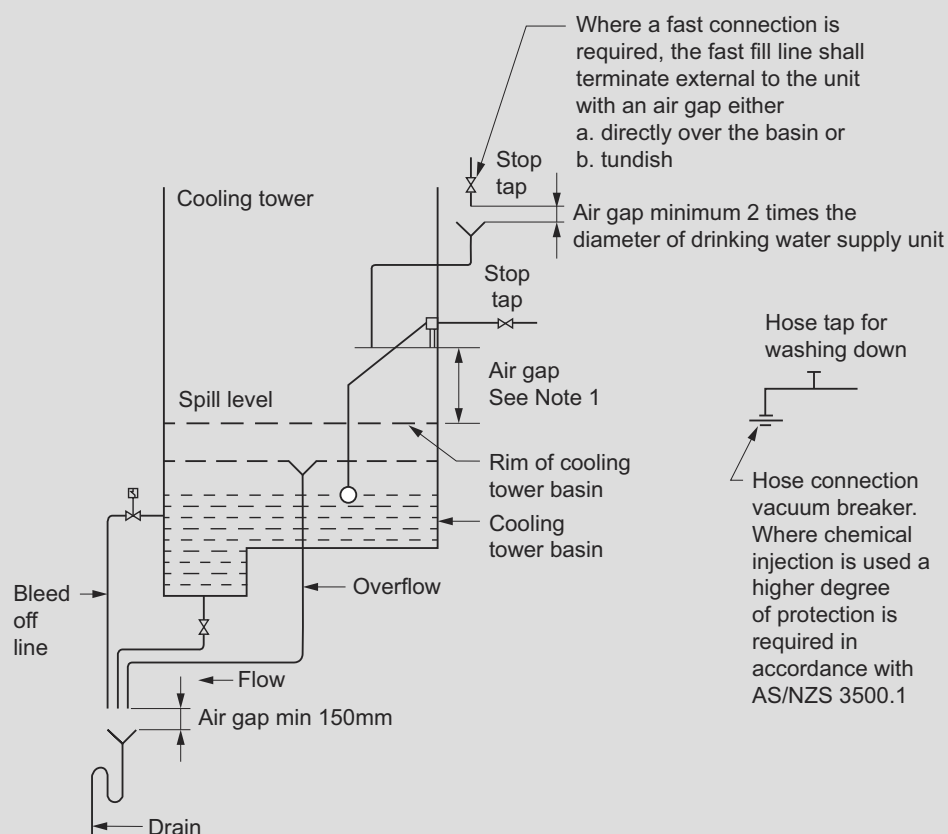 Where a fast connection is
required, the fast fill line shall
terminate external to the unit
with an air gap either
a. directly over the basin or
b. tundish
Stop
tap
Cooling tower
Air gap minimum 2 times the
diameter of drinking water supply unit
Stop
tap
Hose tap for
washing down
Air gap
See Note 1
Spill level
Rim of cooling
tower basin
Hose connection
vacuum breaker.
Where chemical
injection is used a
higher degree
of protection is
required in
accordance with
AS/NZS 3500.1
Cooling
tower basin
Bleed
off
line
Overflow
Flow
Air gap min 150mm
Drain